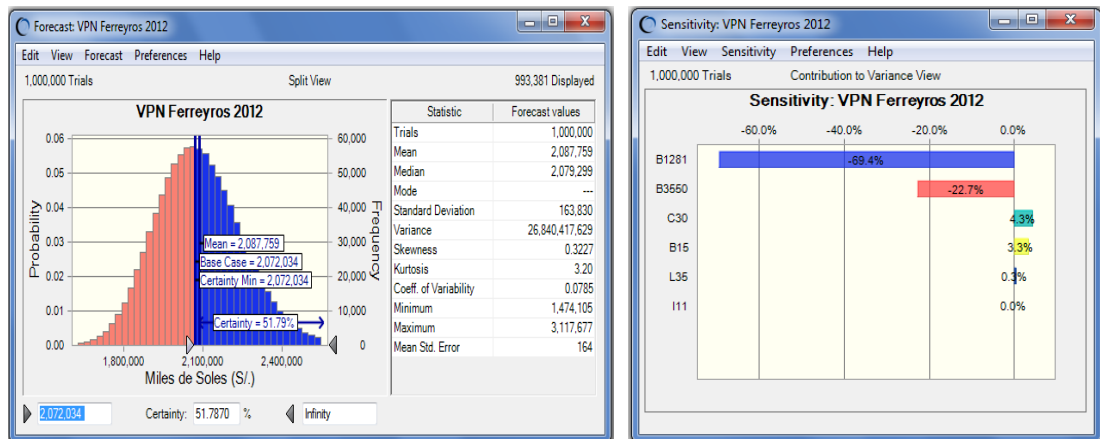 Forecast: VPN Ferreyros 2012
Edit View Forecast Preferences Help
1,000,000 Trials Split View 993,381 Displayed
VPN Ferreyros 2012
0.06
0.05
0.04
0.03
0.02
0.01
0.00
Probability
60,000
50,000
40,000
30,000
20,000
10,000
0
Frequency
Mean = 2,087,759
Base Case = 2,072,034
Certainty Min = 2,072,034
Certainty = 51.79%
1,800,000 2,100,000 2,400,000
Miles de Soles (S/.)
Statistic Forecast values
Trials 1,000,000
Mean 2,087,759
Median 2,079,299
Mode ---
Standard Deviation 163,830
Variance 26,840,417,629
Skewness 0.3227
Kurtosis 3.20
Coeff. of Variability 0.0785
Minimum 1,474,105
Maximum 3,117,677
Mean Std. Error 164
2,072,034 Certainty: 51.7870 % Infinity
Sensitivity: VPN Ferreyros 2012
Edit View Sensitivity Preferences Help
1,000,000 Trials Contribution to Variance View
Sensitivity: VPN Ferreyros 2012
-60.0% -40.0% -20.0% 0.0%
B1281 -69.4%
B3550 -22.7%
C30 4.3%
B15 3.3%
L35 0.3%
I11 0.0%